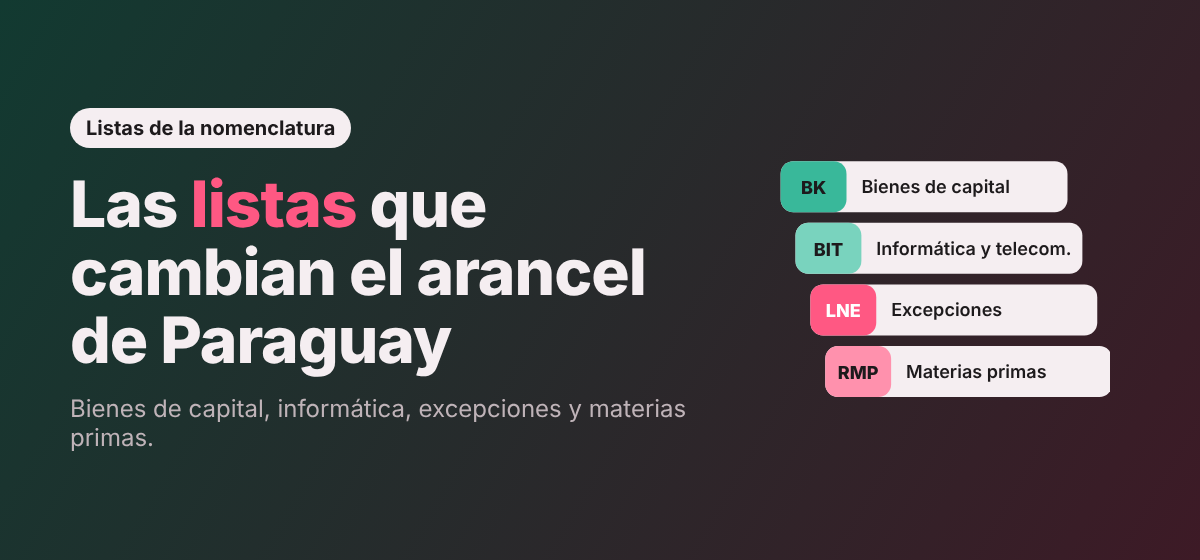 Listas de la nomenclatura
Las listas que
cambian el arancel
de Paraguay
Bienes de capital, informática, excepciones y materias
primas.
BK Bienes de capital
BIT Informática y telecom.
LNE Excepciones
RMP Materias primas